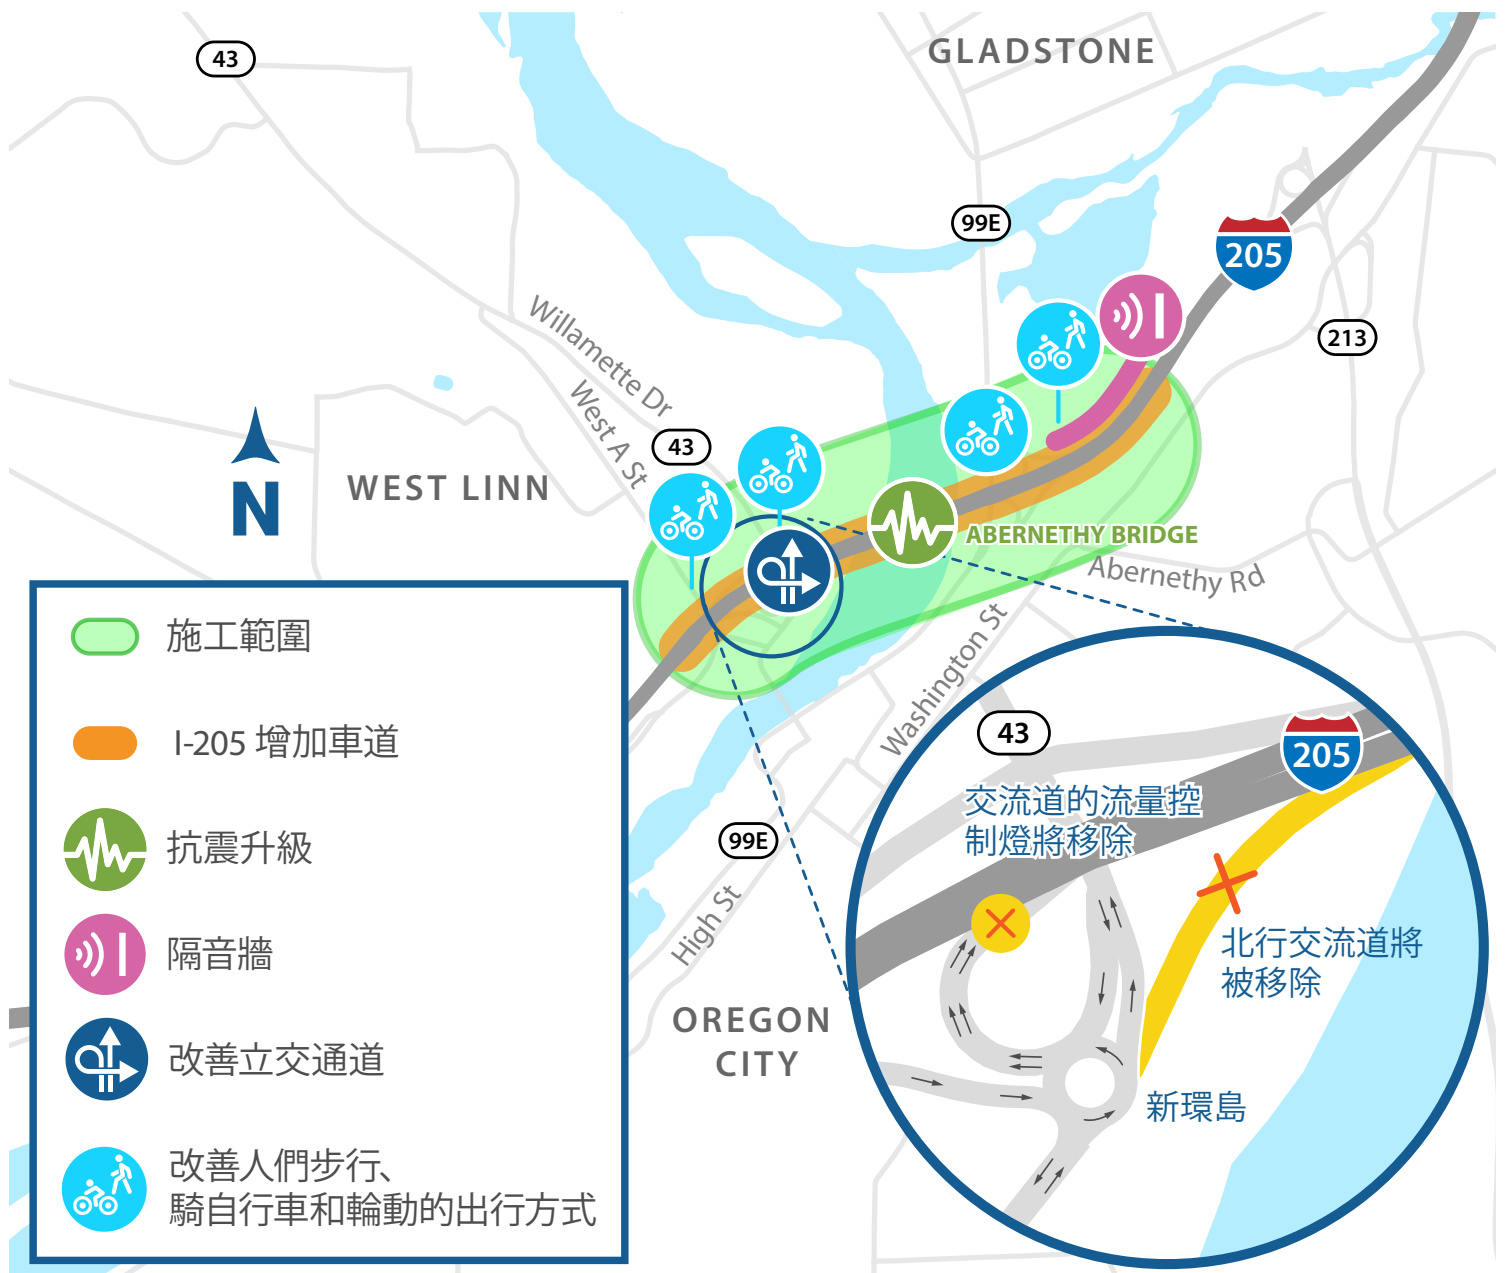 GLADSTONE
43
99E
205
213
Willamette Dr
West A St
43
WEST LINN
N
ABERNETHY BRIDGE
Abernethy Rd
Washington St
99E
High St
OREGON
CITY
施工範圍
I-205 增加車道
抗震升級
隔音牆
改善立交通道
改善人們步行、
騎自行車和輪動的出行方式
43
205
交流道的流量控
制燈將移除
北行交流道將
被移除
新環島